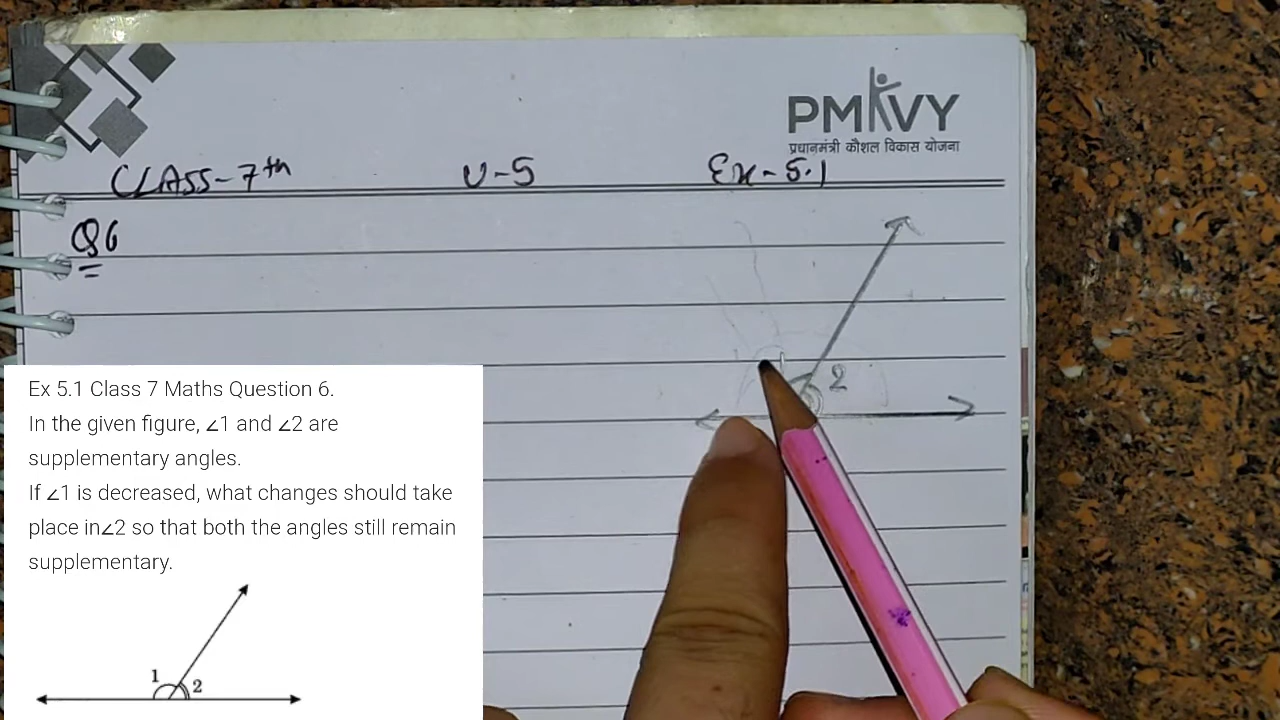 PMKVY
प्रधानमंत्री कौशल विकास योजना
CLASS-7th U-5 Ex-5.1
Q6
2
Ex 5.1 Class 7 Maths Question 6.
In the given figure, ∠1 and ∠2 are
supplementary angles.
If ∠1 is decreased, what changes should take
place in∠2 so that both the angles still remain
supplementary.
1
2